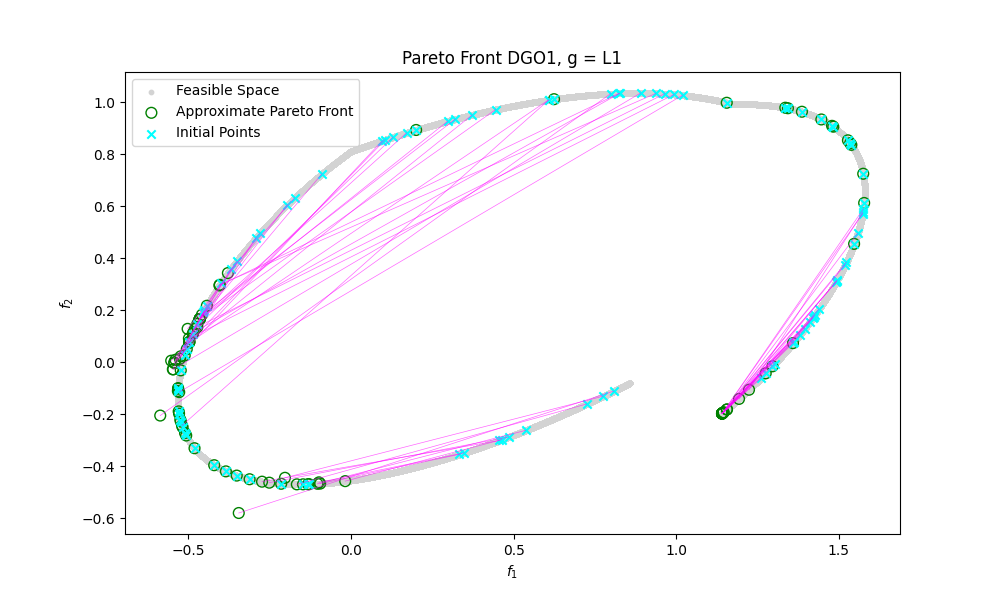 Pareto Front DGO1, g = L1
Feasible Space
Approximate Pareto Front
Initial Points
1.0
0.8
0.6
0.4
0.2
0.0
−0.2
−0.4
−0.6
f₂
−0.5
0.0
0.5
1.0
1.5
f₁